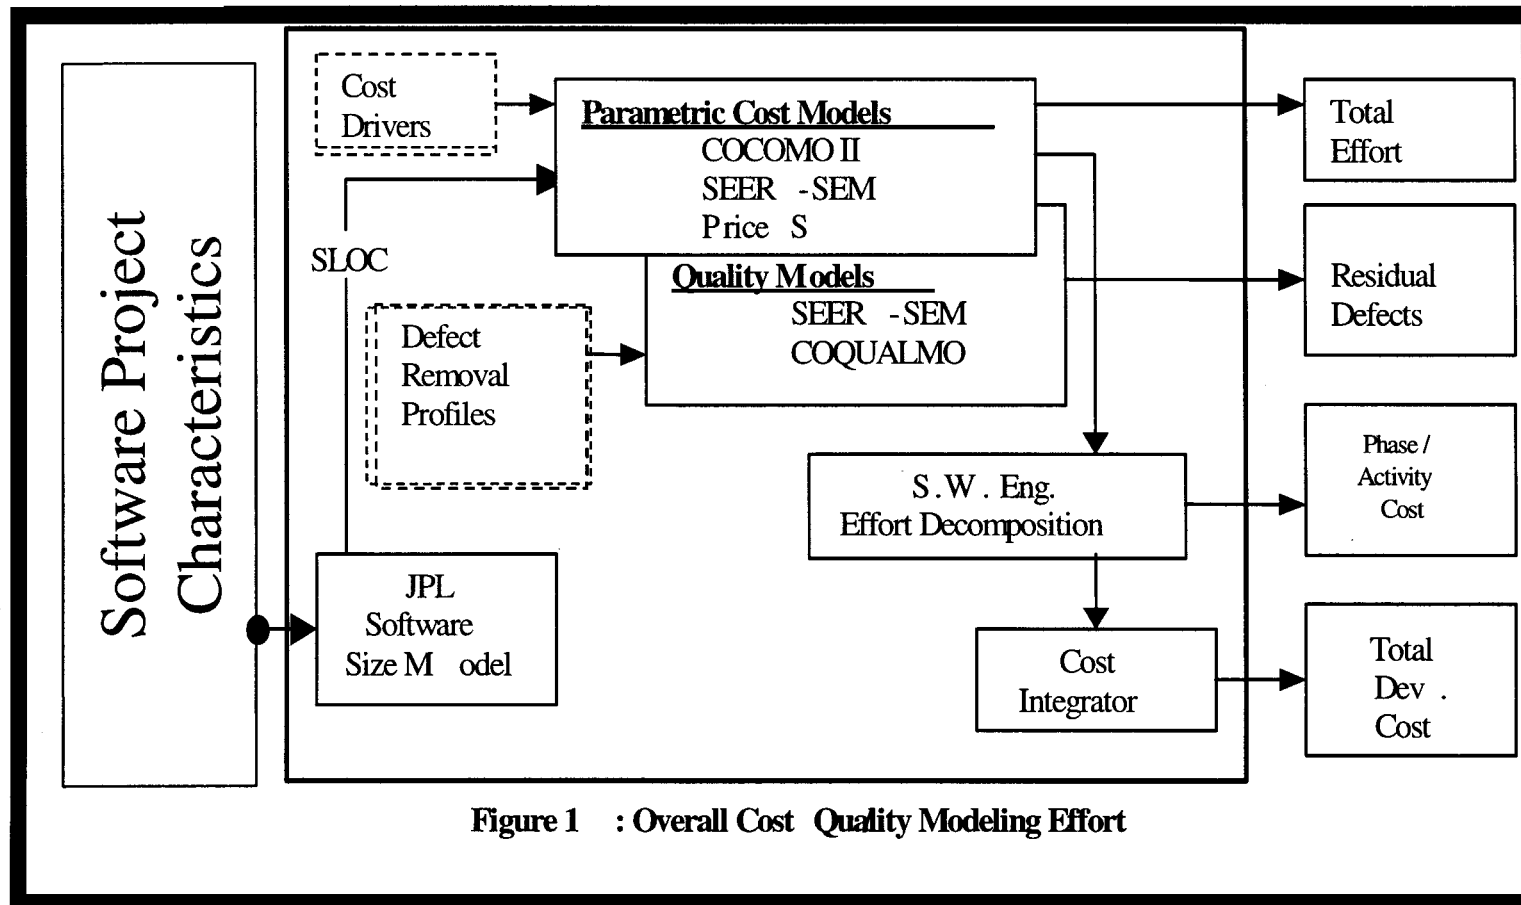 Software Project
Characteristics
Cost
Drivers
Parametric Cost Models
COCOMO II
SEER -SEM
Price S
SLOC
Quality Models
SEER -SEM
COQUALMO
Defect
Removal
Profiles
S.W. Eng.
Effort Decomposition
JPL
Software
Size M odel
Cost
Integrator
Total
Effort
Residual
Defects
Phase /
Activity
Cost
Total
Dev .
Cost
Figure 1 : Overall Cost Quality Modeling Effort